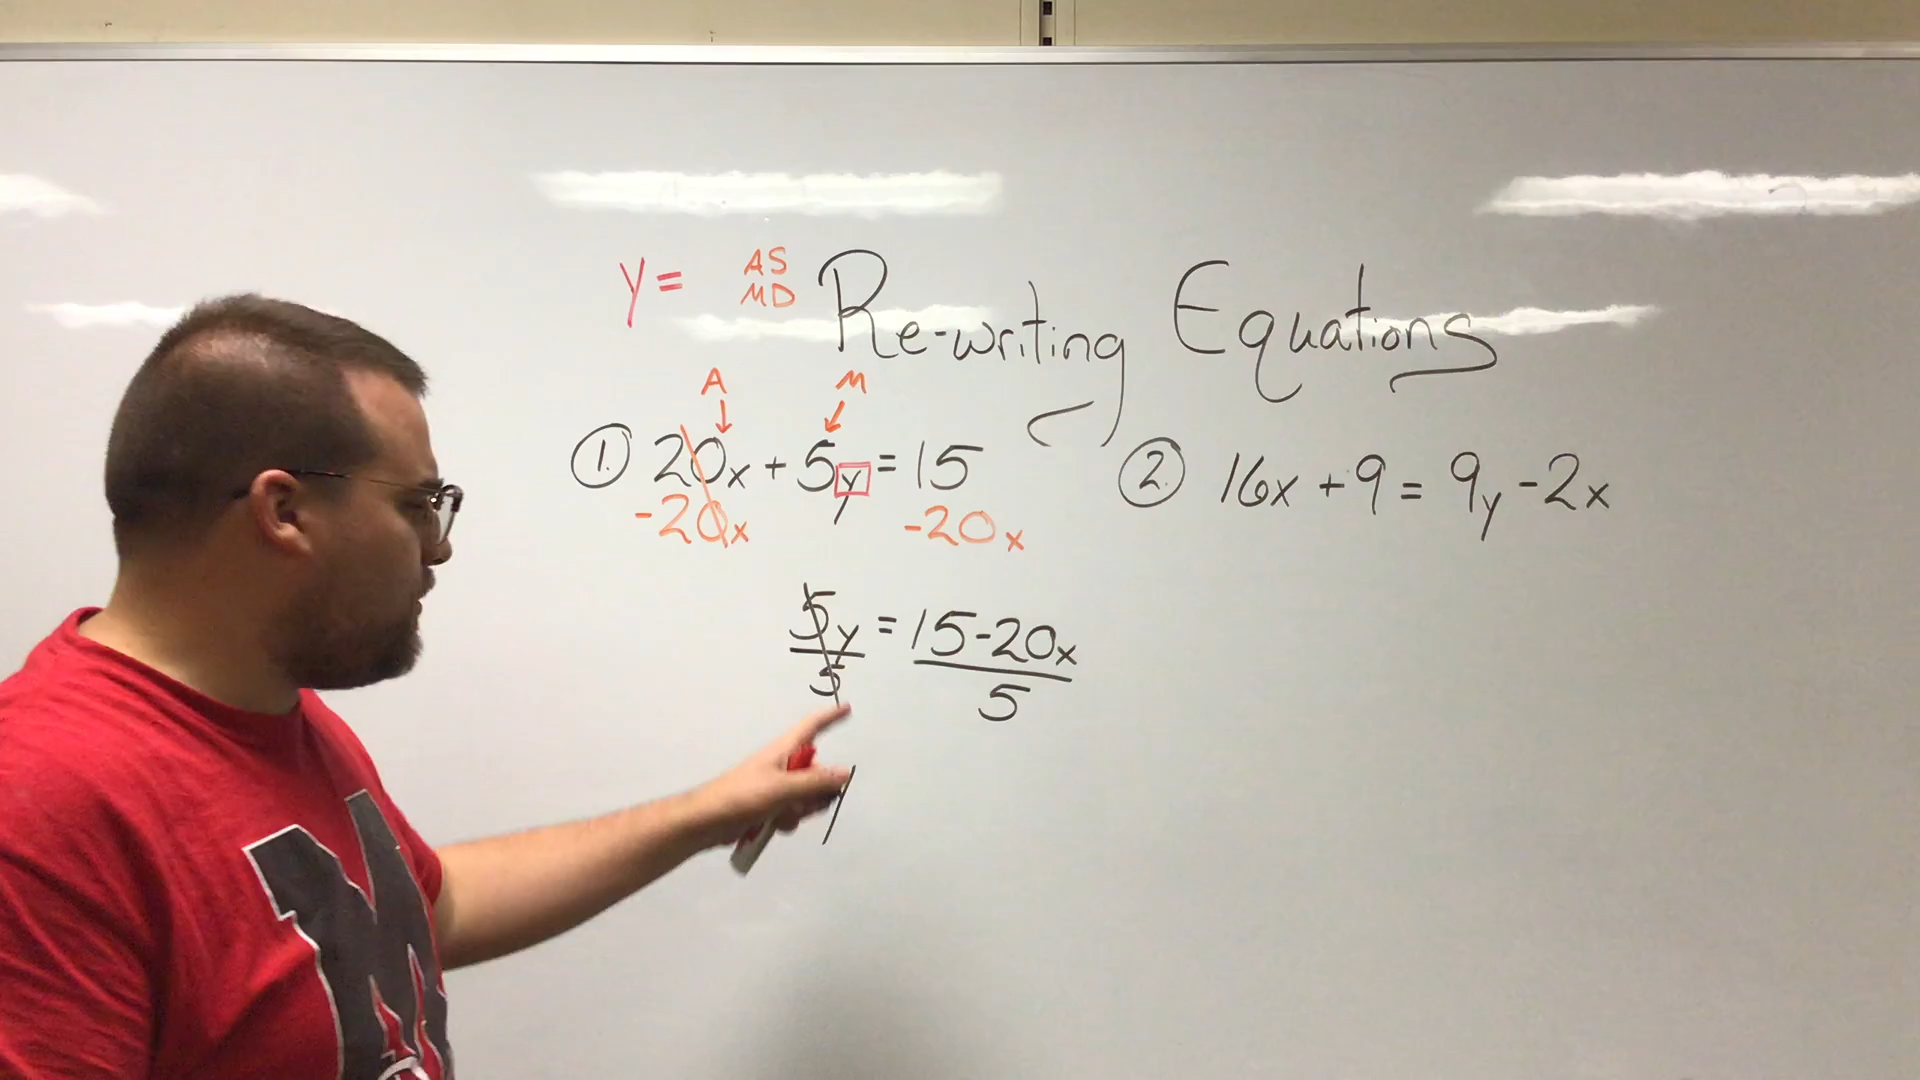 y= AS
MD
Re-writing Equations
A M
1. 20x + 5y = 15
-20x -20x
5y = 15-20x
5 5
y
2. 16x + 9 = 9y - 2x
M